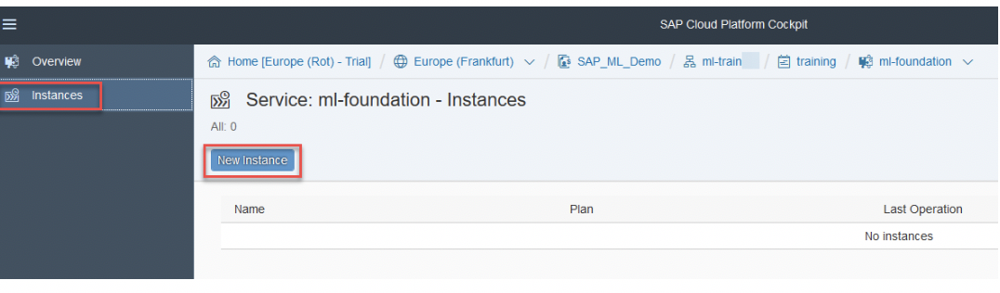 SAP Cloud Platform Cockpit
Overview
Instances
Home [Europe (Rot) - Trial] / Europe (Frankfurt) / SAP_ML_Demo / ml-train / training / ml-foundation
Service: ml-foundation - Instances
All: 0
New Instance
Name Plan Last Operation
No instances